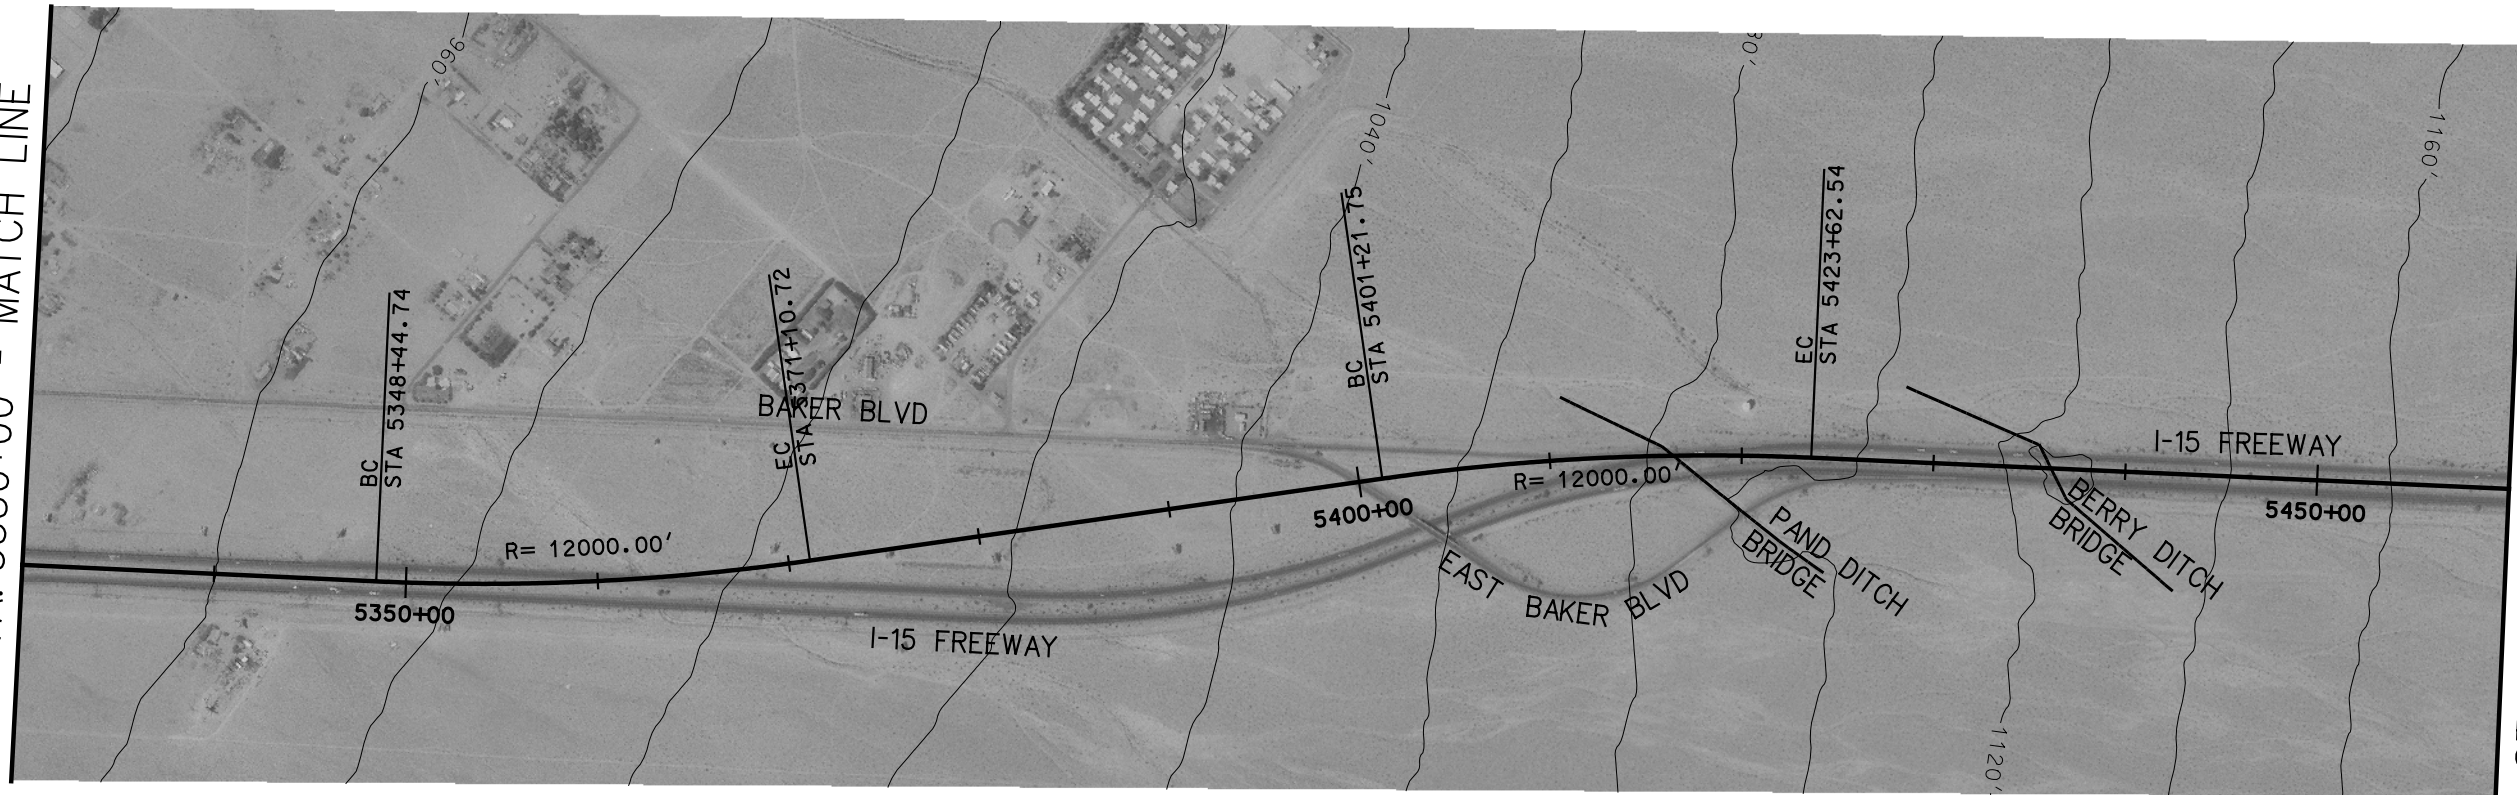 MATCH LINE
960'
1040'
1160'
BC
STA 5348+44.74
EC
STA 5371+10.72
BC
STA 5401+21.75
EC
STA 5423+62.54
BAKER BLVD
I-15 FREEWAY
R= 12000.00'
R= 12000.00'
5350+00
5400+00
5450+00
I-15 FREEWAY
EAST BAKER BLVD
PAND DITCH
BRIDGE
BERRY DITCH
BRIDGE
1120'